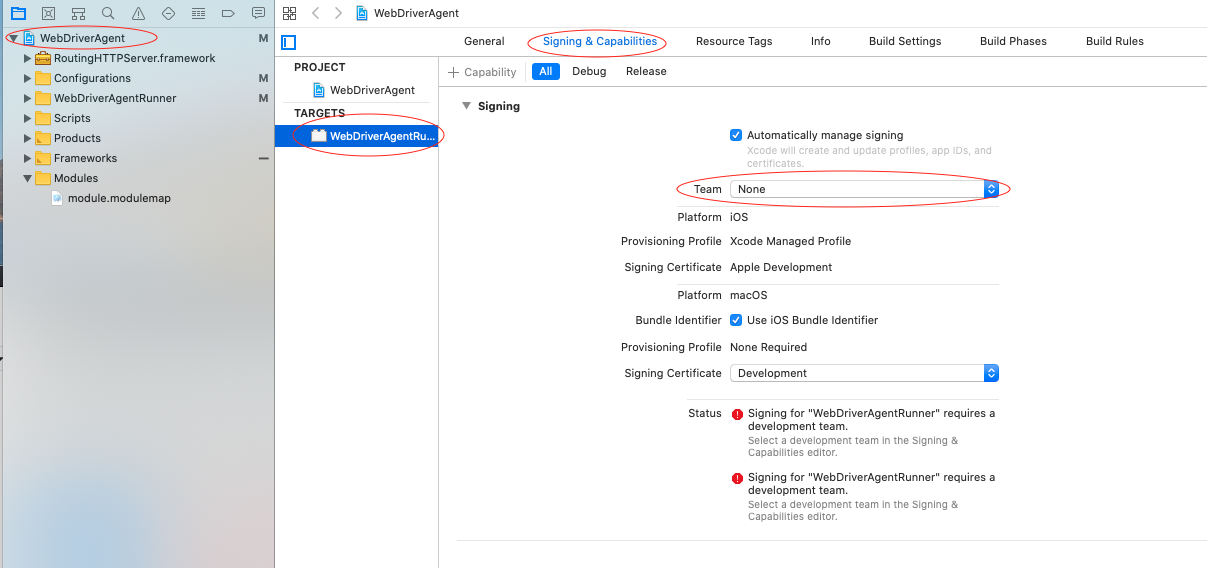 WebDriverAgent
WebDriverAgent M
RoutingHTTPServer.framework
Configurations M
WebDriverAgentRunner M
Scripts
Products
Frameworks
Modules
module.modulemap
General Signing & Capabilities Resource Tags Info Build Settings Build Phases Build Rules
PROJECT
WebDriverAgent
TARGETS
WebDriverAgentRu...
+ Capability All Debug Release
Signing
Automatically manage signing
Xcode will create and update profiles, app IDs, and
certificates.
Team None
Platform iOS
Provisioning Profile Xcode Managed Profile
Signing Certificate Apple Development
Platform macOS
Bundle Identifier Use iOS Bundle Identifier
Provisioning Profile None Required
Signing Certificate Development
Status Signing for "WebDriverAgentRunner" requires a
development team.
Select a development team in the Signing &
Capabilities editor.
Signing for "WebDriverAgentRunner" requires a
development team.
Select a development team in the Signing &
Capabilities editor.